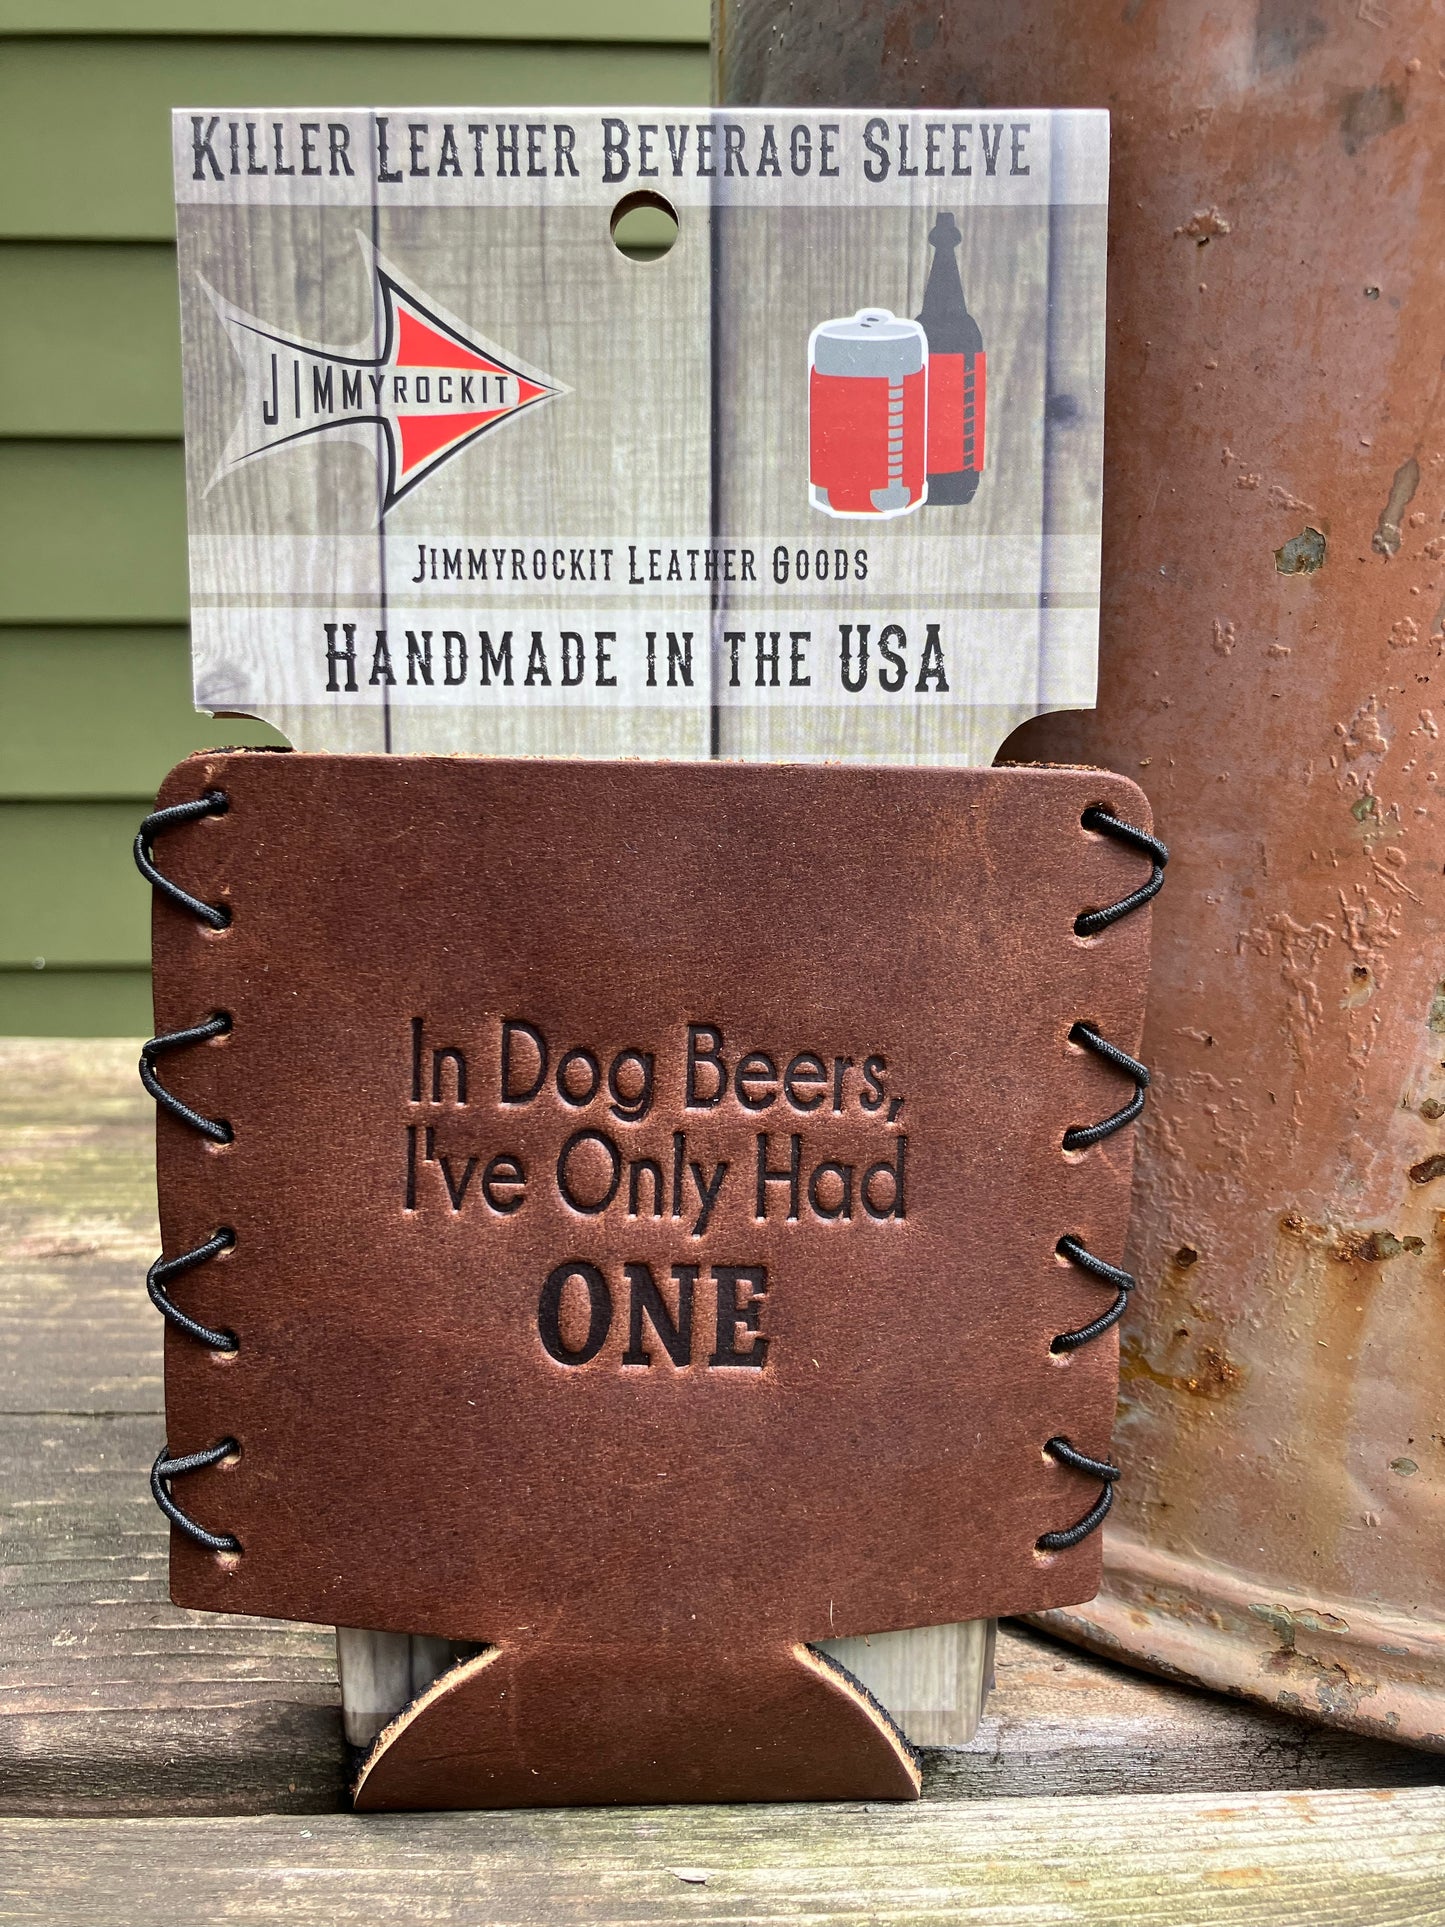 Killer Leather Beverage Sleeve
JIMMYROCKIT
Jimmyrockit Leather Goods
Handmade in the USA
In Dog Beers,
I've Only Had
ONE